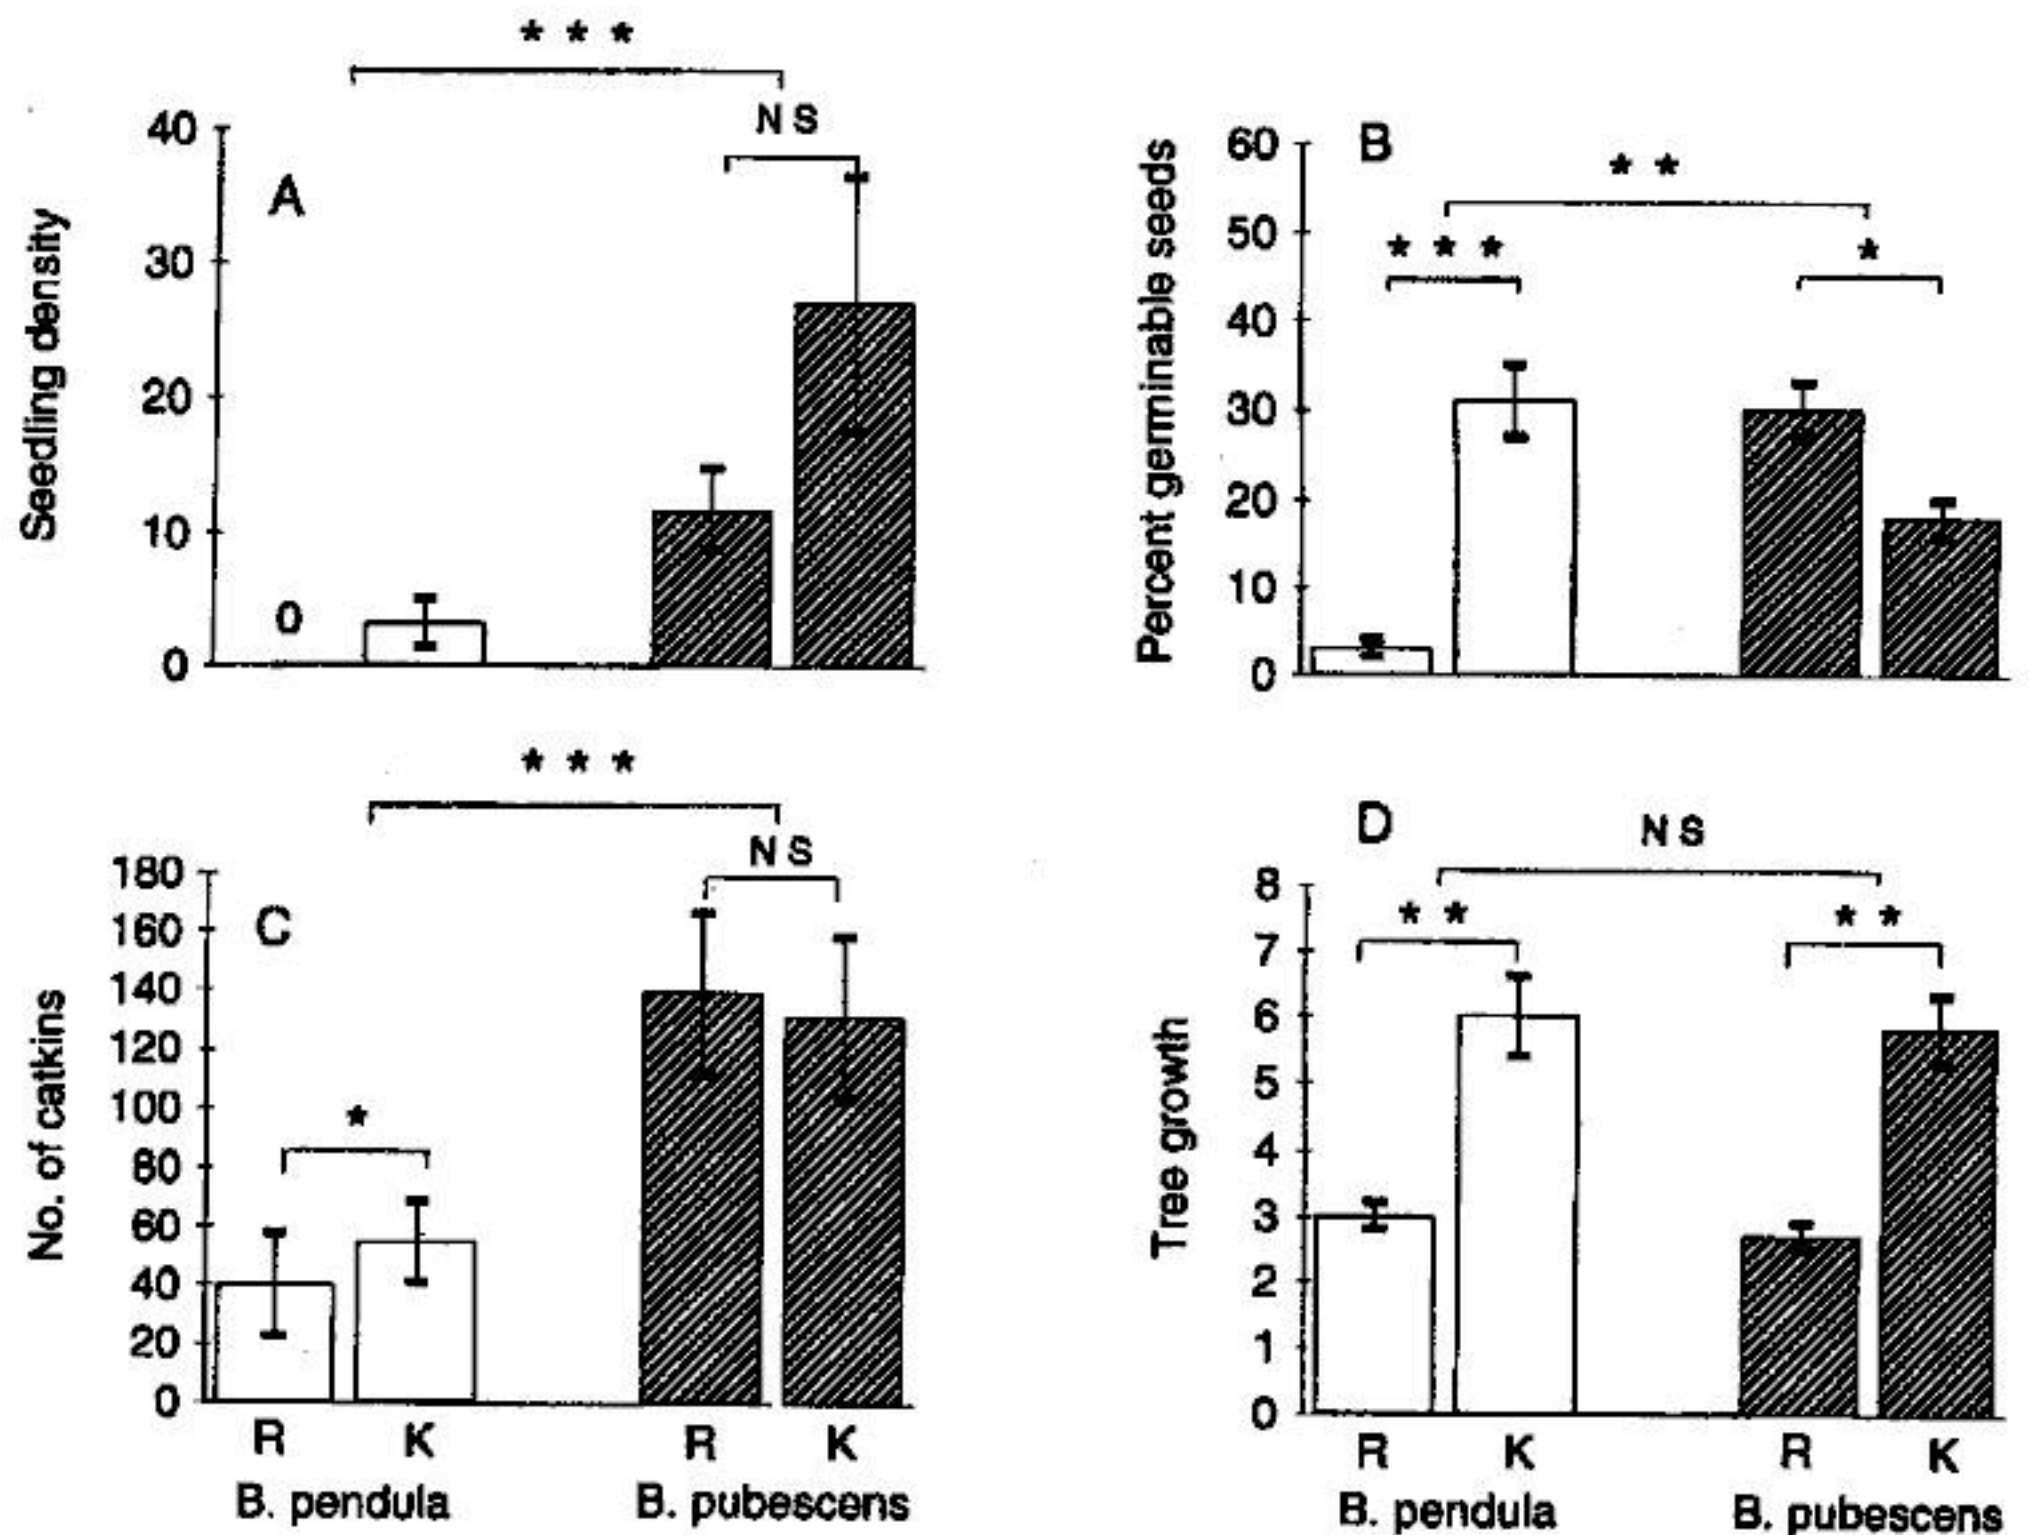 * * *
N S
A
Seedling density
40
30
20
10
0
0
B
* *
* * *
*
Percent germinable seeds
60
50
40
30
20
10
0
* * *
N S
C
*
No. of catkins
180
160
140
120
100
80
60
40
20
0
R K R K
B. pendula B. pubescens
D
N S
* *
* *
Tree growth
8
7
6
5
4
3
2
1
0
R K R K
B. pendula B. pubescens